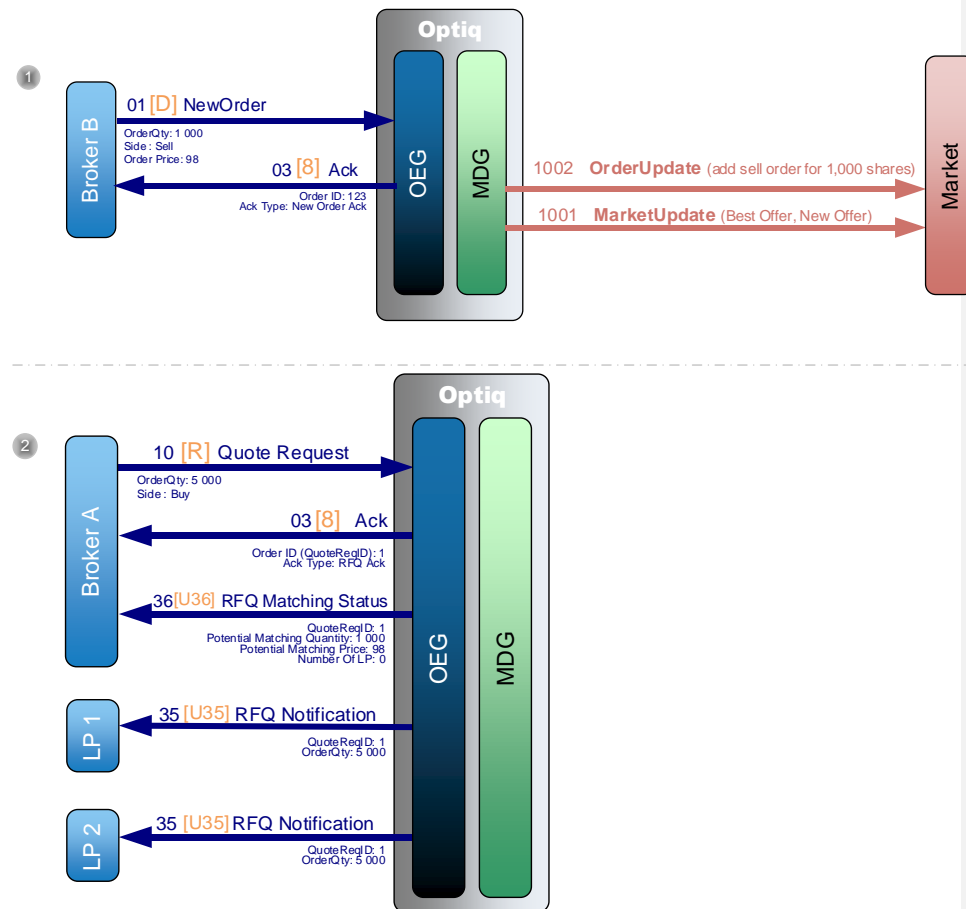 Optiq
1
Broker B
01 [D] NewOrder
OrderQty: 1 000
Side : Sell
Order Price: 98
03 [8] Ack
Order ID: 123
Ack Type: New Order Ack
OEG
MDG
1002 OrderUpdate (add sell order for 1,000 shares)
1001 MarketUpdate (Best Offer, New Offer)
Market
Optiq
2
Broker A
10 [R] Quote Request
OrderQty: 5 000
Side : Buy
03 [8] Ack
Order ID (QuoteReqID): 1
Ack Type: RFQ Ack
36 [U36] RFQ Matching Status
QuoteReqID: 1
Potential Matching Quantity: 1 000
Potential Matching Price: 98
Number Of LP: 0
OEG
MDG
LP 1
35 [U35] RFQ Notification
QuoteReqID: 1
OrderQty: 5 000
LP 2
35 [U35] RFQ Notification
QuoteReqID: 1
OrderQty: 5 000